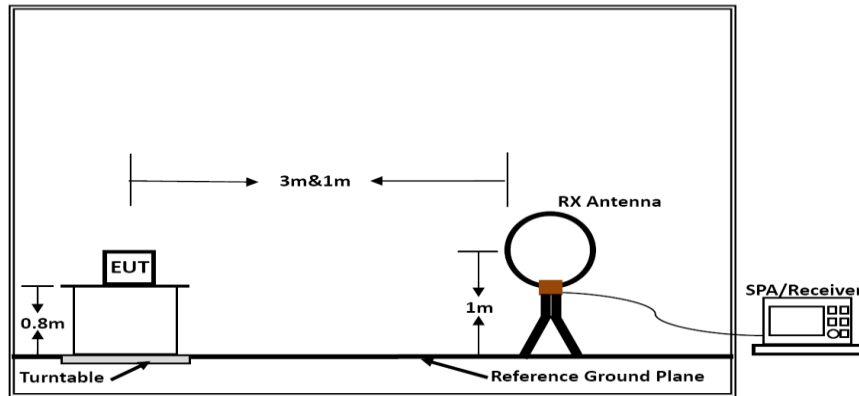 3m&1m
RX Antenna
EUT
SPA/Receiver
0.8m
1m
Turntable
Reference Ground Plane